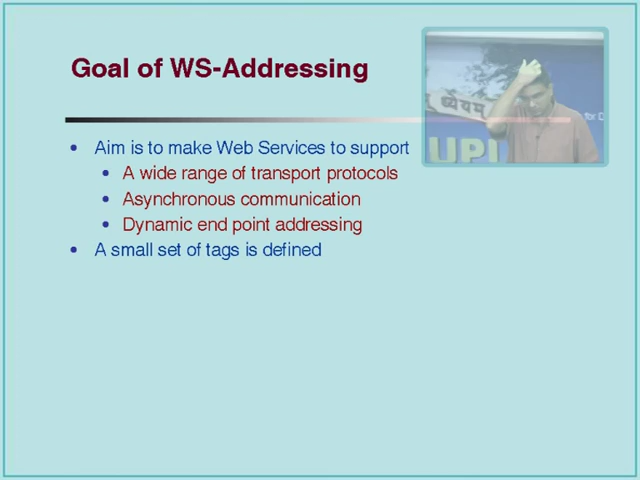 Goal of WS-Addressing
Aim is to make Web Services to support
A wide range of transport protocols
Asynchronous communication
Dynamic end point addressing
A small set of tags is defined
ध्येयम्
UPI